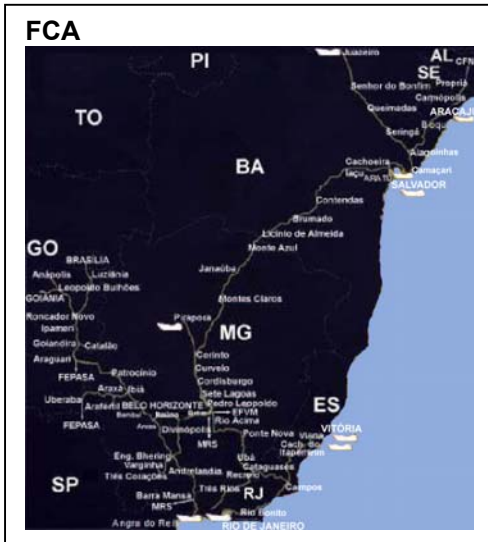 FCA
PI
Juazeiro
AL
CFN
SE
Senhor do Bonfim
Propriá
Carmópolis
Queimadas
ARACAJU
TO
Seringá
Alagoinhas
BA
Cachoeira
Camaçari
Iaçu
SALVADOR
Contendas
Brumado
Licínio de Almeida
Monte Azul
GO
BRASÍLIA
Janaúba
Anápolis
Luziânia
Leopoldo Bulhões
GOIÂNIA
Montes Claros
Roncador Novo
Pirapora
Ipameri
MG
Goiandira
Catalão
Corinto
Araguari
Curvelo
FEPASA
Patrocínio
Cordisburgo
Araxá
Ibiá
Sete Lagoas
Uberaba
BELO HORIZONTE
Pedro Leopoldo
ES
EFVM
Rio Acima
VITÓRIA
FEPASA
Divinópolis
Ponte Nova
MRS
Eng. Bhering
Ubá
Varginha
Andrelândia
Cataguases
SP
Três Corações
Recreio
Três Rios
Campos
Barra Mansa
RJ
MRS
Rio Bonito
Angra do Reis
RIO DE JANEIRO